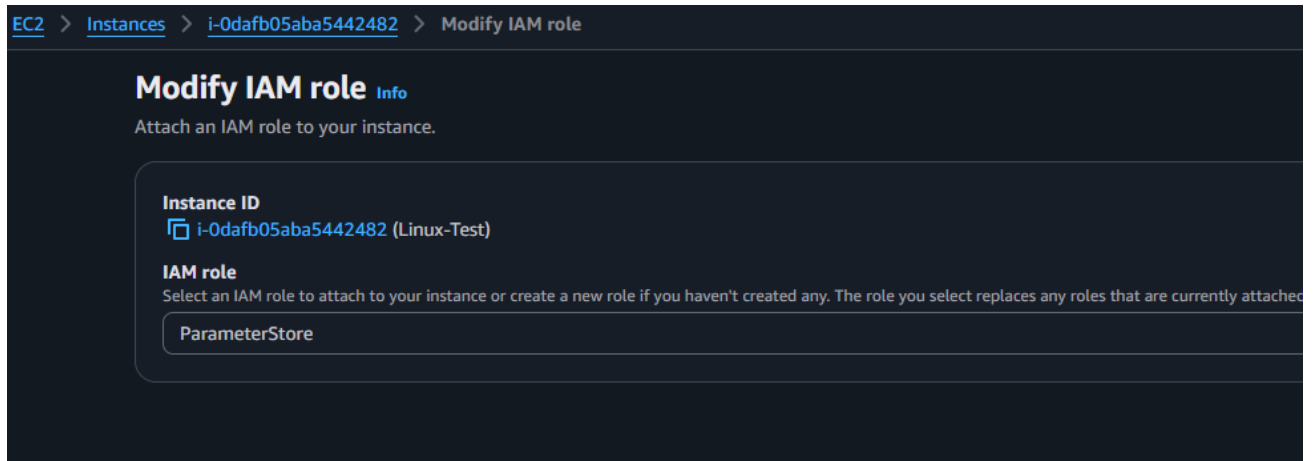 EC2 > Instances > i-0dafb05aba5442482 > Modify IAM role
Modify IAM role Info
Attach an IAM role to your instance.
Instance ID
i-0dafb05aba5442482 (Linux-Test)
IAM role
Select an IAM role to attach to your instance or create a new role if you haven't created any. The role you select replaces any roles that are currently attached
ParameterStore